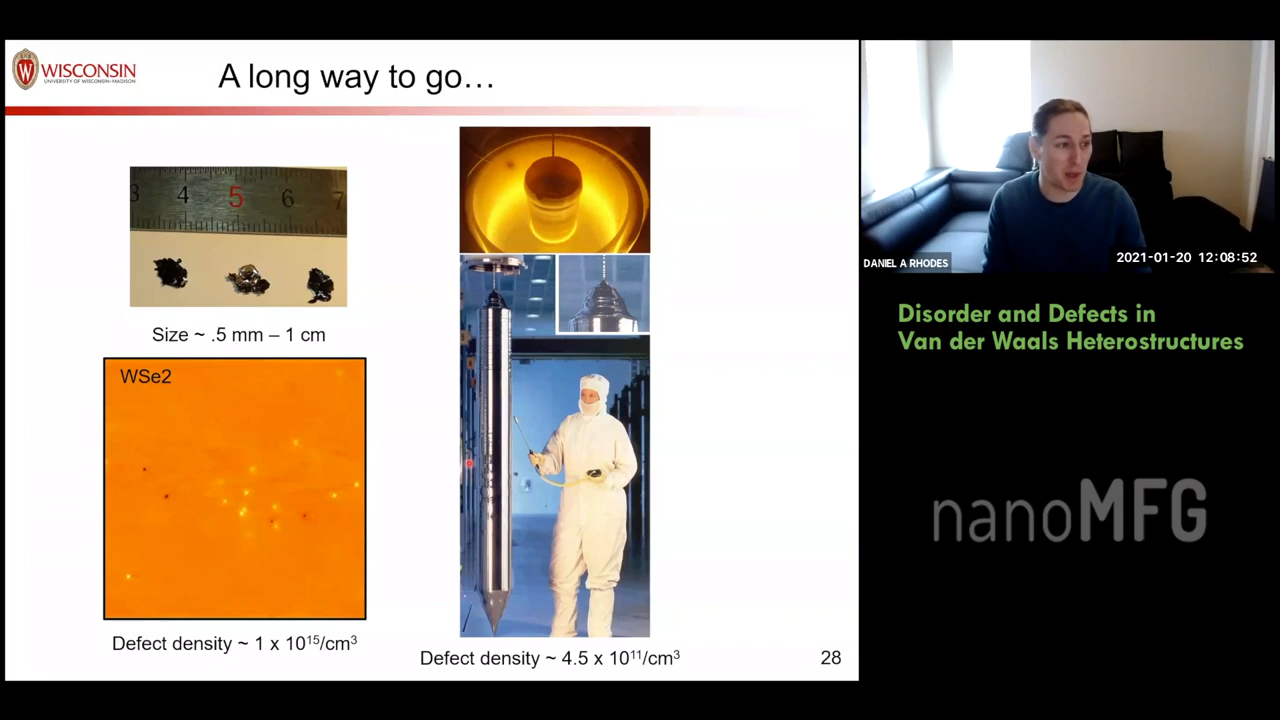 WISCONSIN
UNIVERSITY OF WISCONSIN–MADISON
A long way to go…
3 4 5 6 7
Size ~ .5 mm – 1 cm
WSe2
Defect density ~ 1 x 10¹⁵/cm³
Defect density ~ 4.5 x 10¹¹/cm³
28
DANIEL A RHODES
2021-01-20 12:08:52
Disorder and Defects in
Van der Waals Heterostructures
nanoMFG